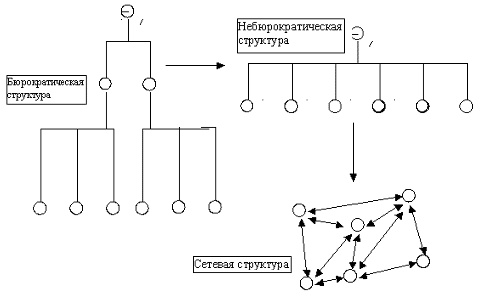 Небюрократическая
структура
Бюрократическая
структура
Сетевая структура